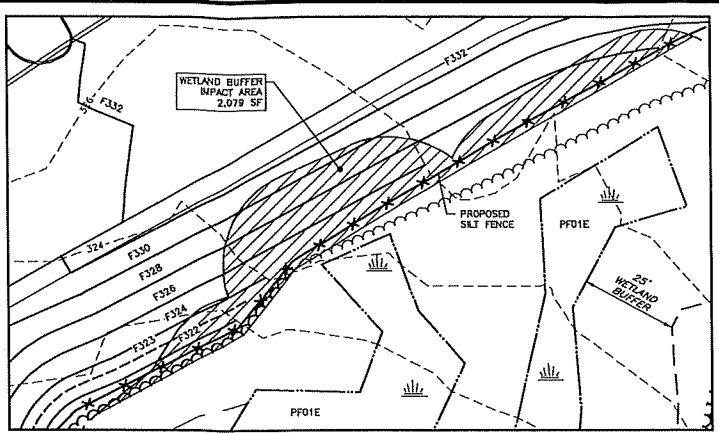 F332
F332
WETLAND BUFFER
IMPACT AREA
2,079 SF
324
F330
F328
F326
F324
F323
F322
PROPOSED
SILT FENCE
PF01E
25'
WETLAND
BUFFER
PF01E